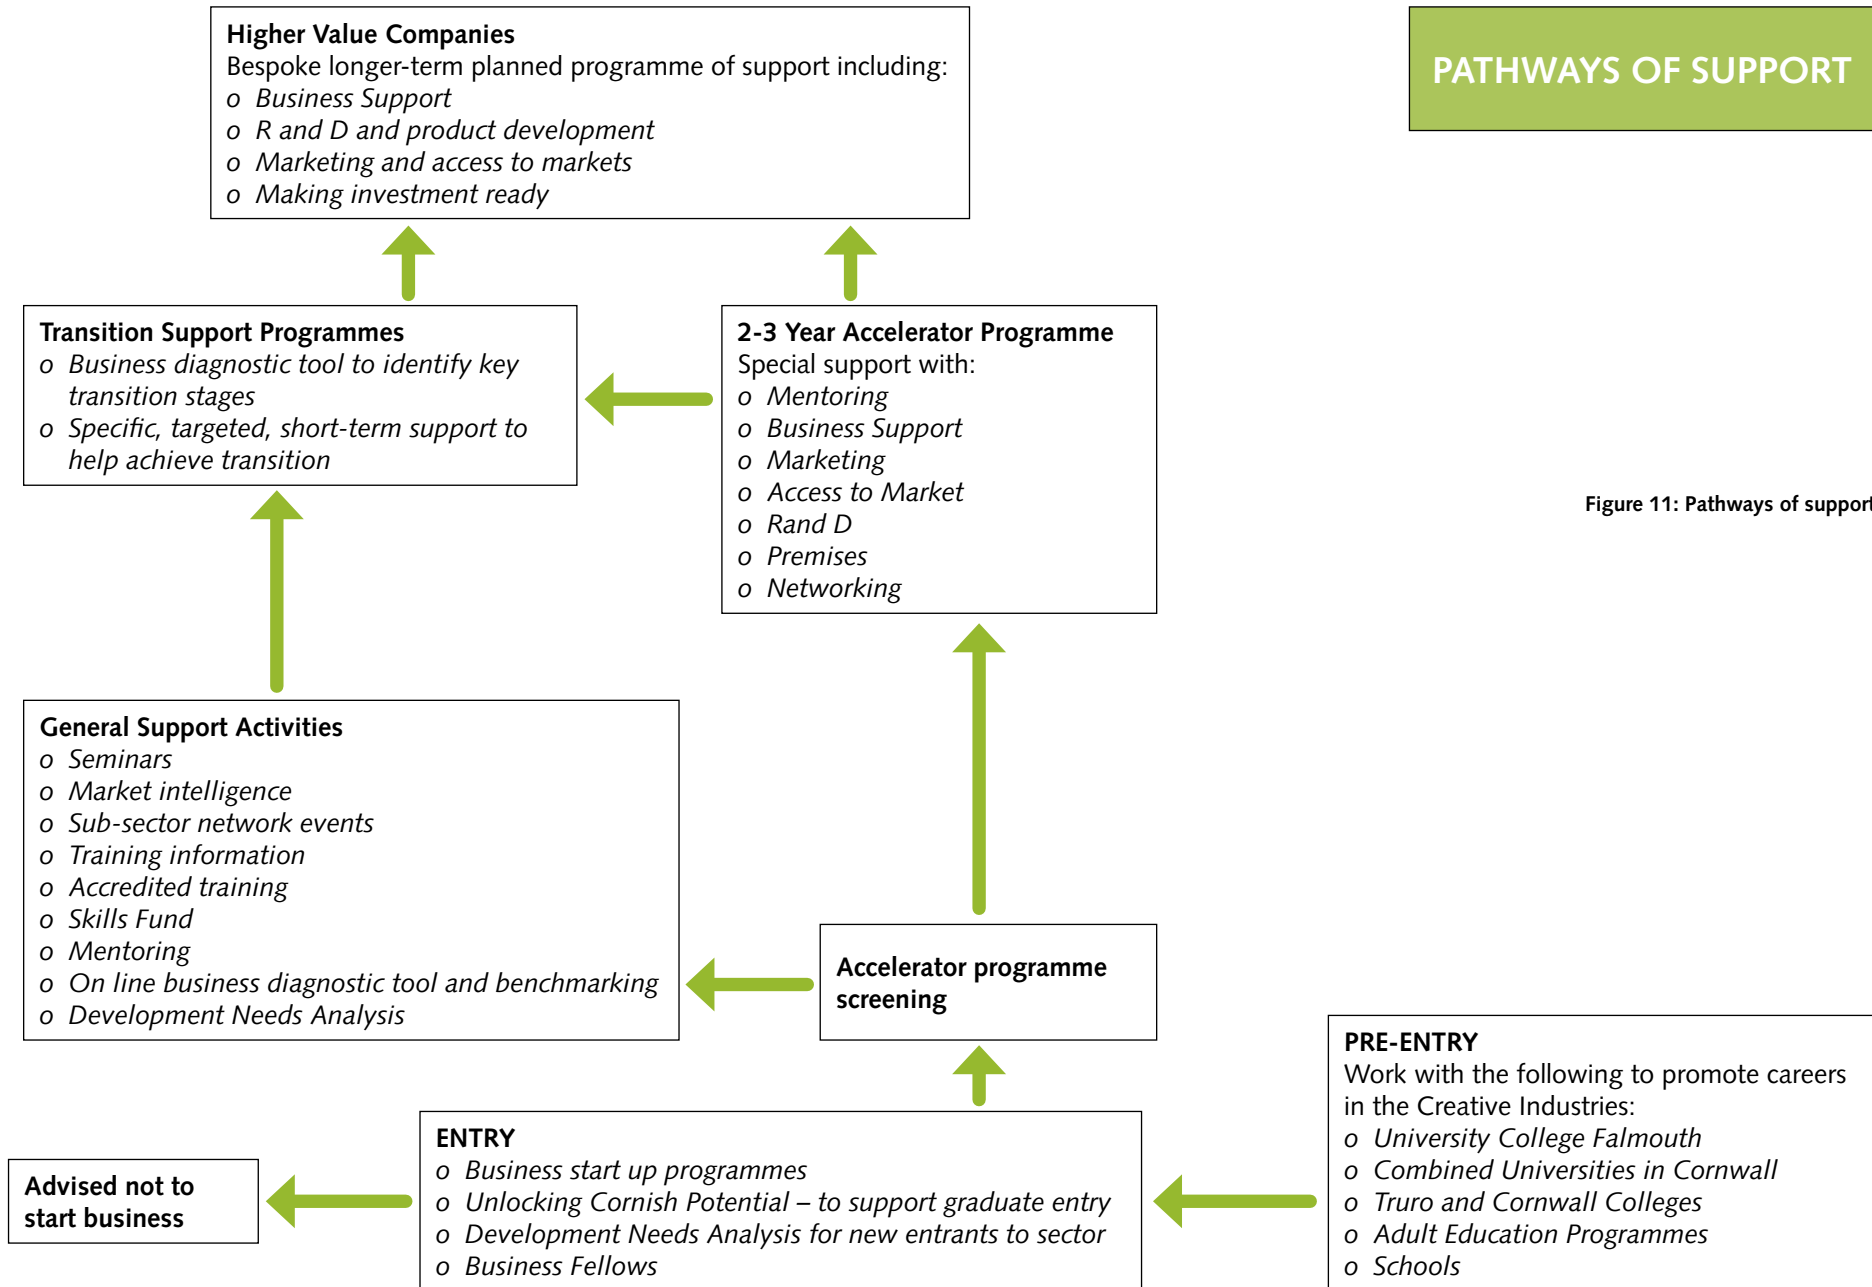 Higher Value Companies
Bespoke longer-term planned programme of support including:
o Business Support
o R and D and product development
o Marketing and access to markets
o Making investment ready
PATHWAYS OF SUPPORT
Transition Support Programmes
o Business diagnostic tool to identify key
transition stages
o Specific, targeted, short-term support to
help achieve transition
2-3 Year Accelerator Programme
Special support with:
o Mentoring
o Business Support
o Marketing
o Access to Market
o Rand D
o Premises
o Networking
Figure 11: Pathways of support
General Support Activities
o Seminars
o Market intelligence
o Sub-sector network events
o Training information
o Accredited training
o Skills Fund
o Mentoring
o On line business diagnostic tool and benchmarking
o Development Needs Analysis
Accelerator programme
screening
PRE-ENTRY
Work with the following to promote careers
in the Creative Industries:
o University College Falmouth
o Combined Universities in Cornwall
o Truro and Cornwall Colleges
o Adult Education Programmes
o Schools
ENTRY
o Business start up programmes
o Unlocking Cornish Potential – to support graduate entry
o Development Needs Analysis for new entrants to sector
o Business Fellows
Advised not to
start business